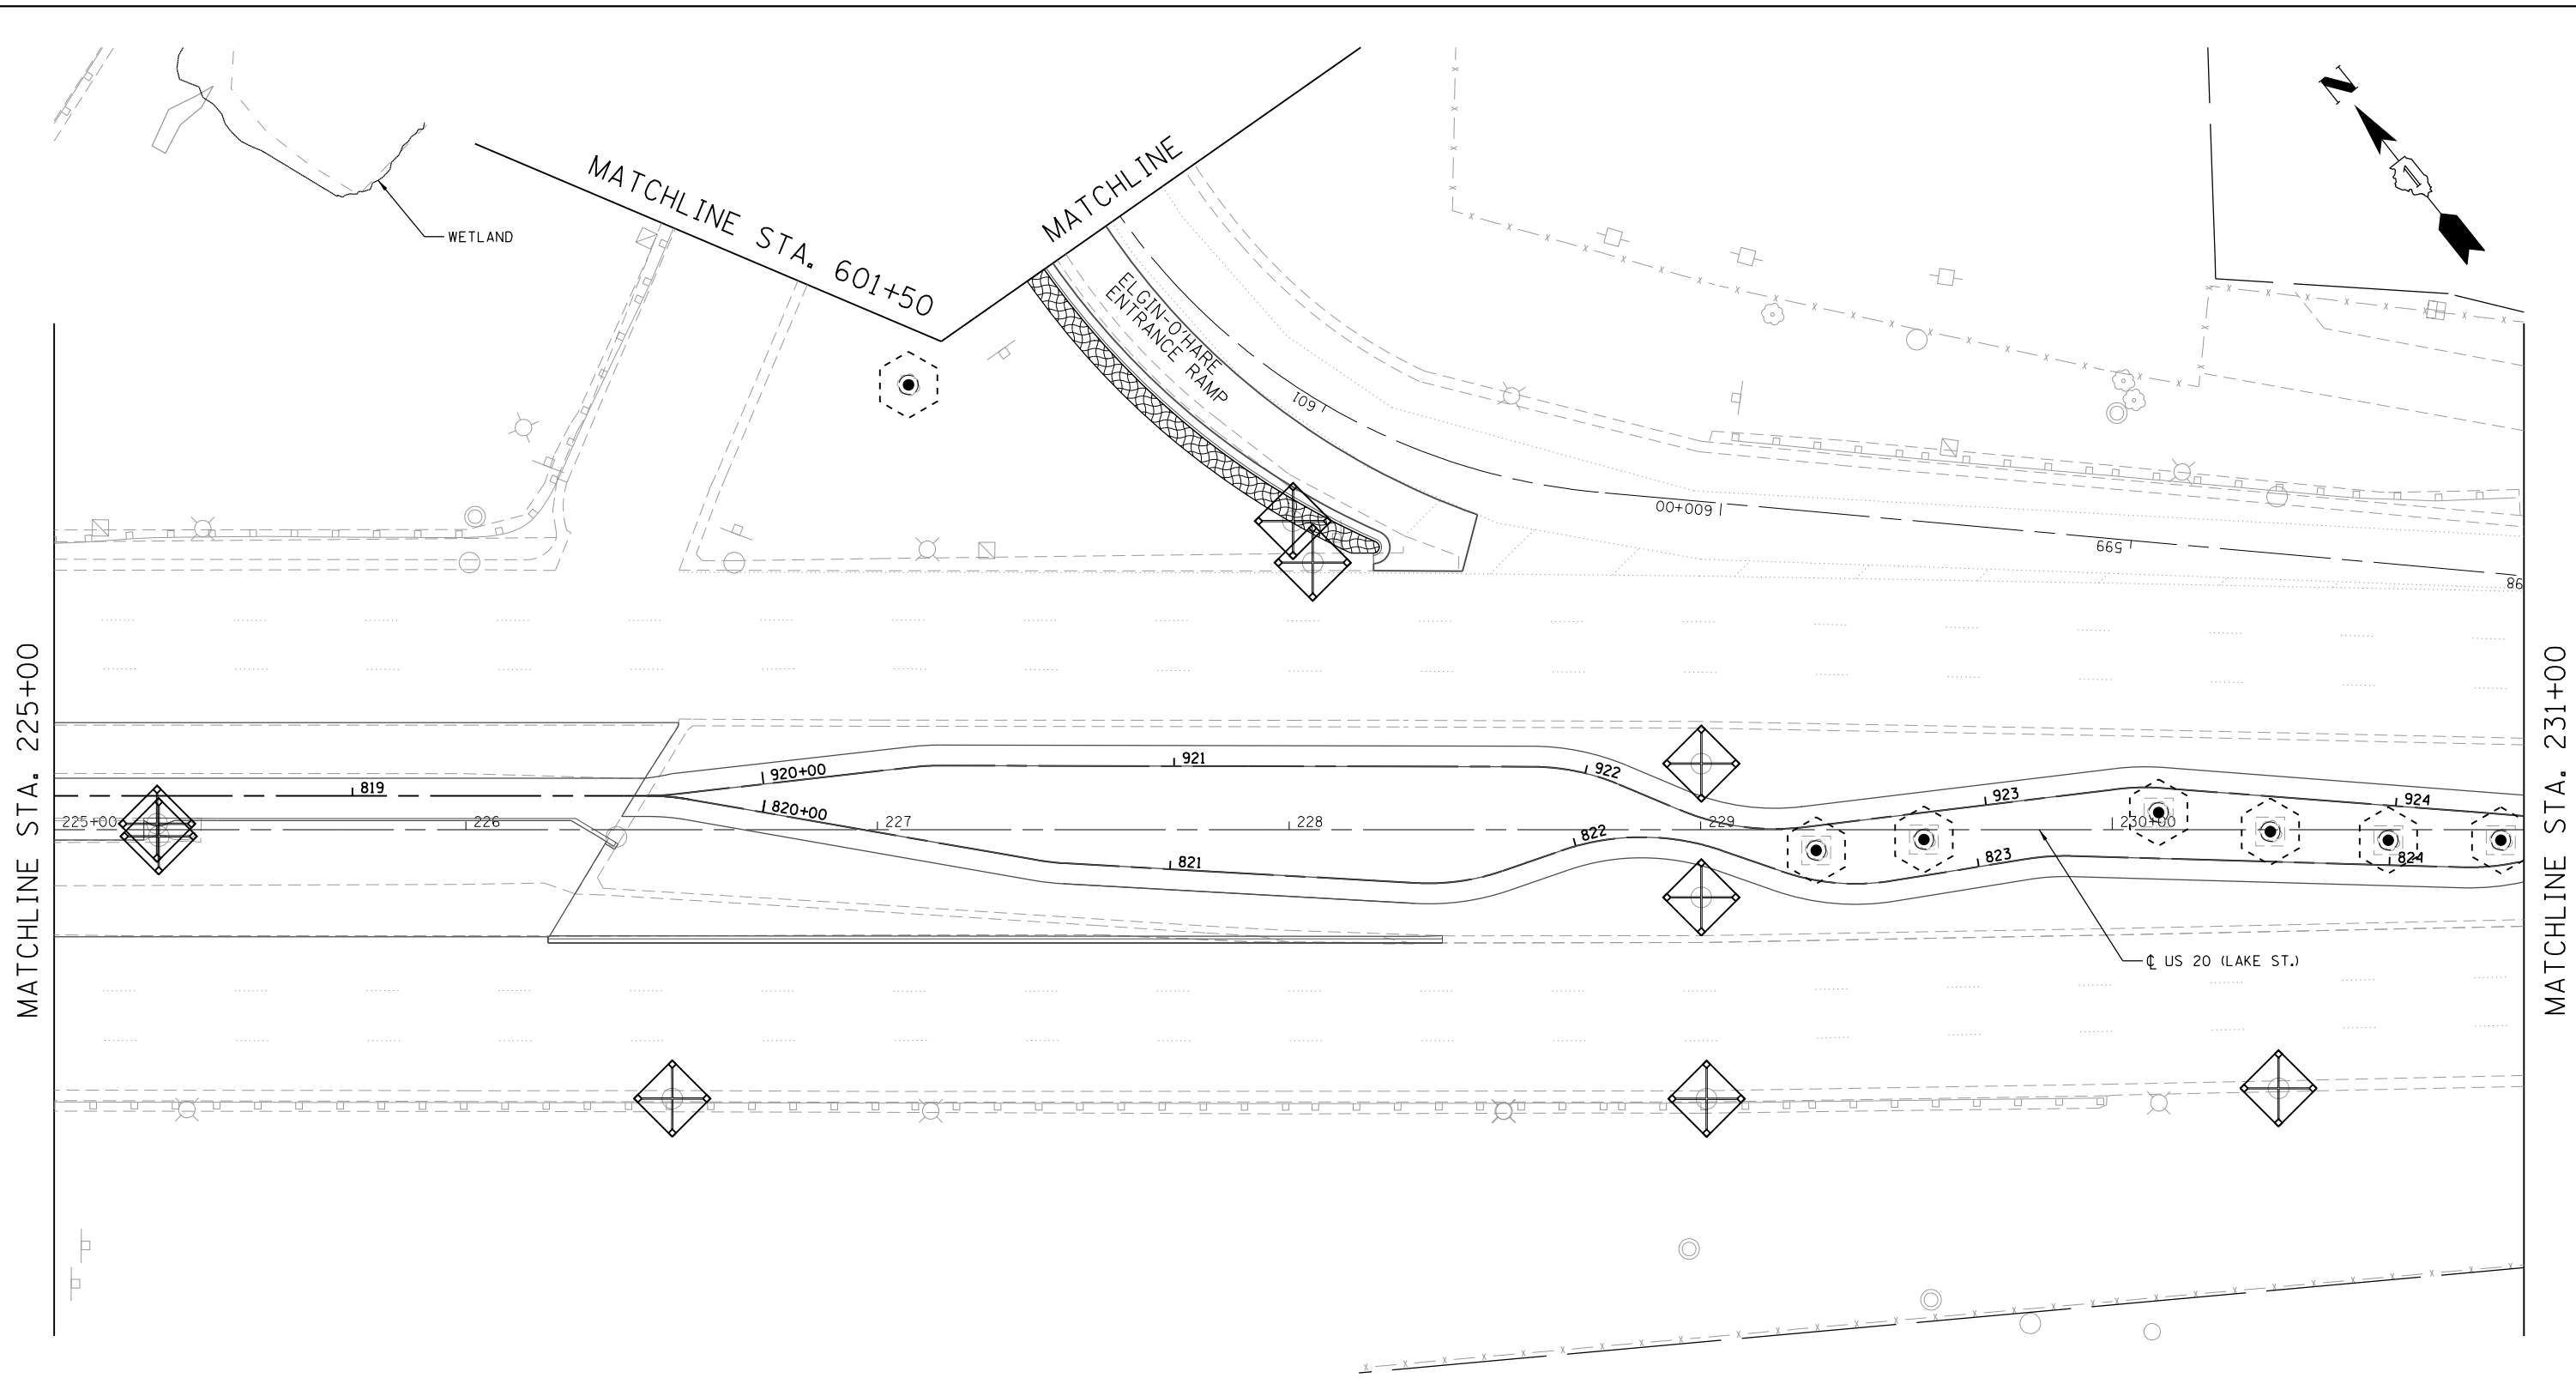 N
1
WETLAND
MATCHLINE STA. 601+50
MATCHLINE
ELGIN-O'HARE
ENTRANCE RAMP
601
600+00
599
98
MATCHLINE STA. 225+00
MATCHLINE STA. 231+00
921
922
920+00
819
923
924
820+00
225+00
226
227
228
229
230+00
822
821
823
824
℄ US 20 (LAKE ST.)